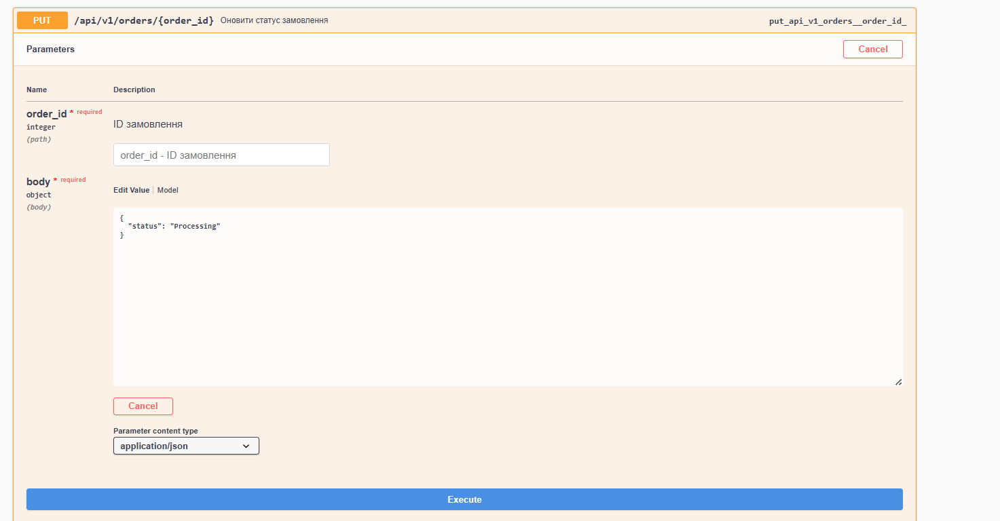 PUT /api/v1/orders/{order_id} Оновити статус замовлення put_api_v1_orders__order_id_
Parameters Cancel
Name Description
order_id * required
integer
(path)
ID замовлення
order_id - ID замовлення
body * required
object
(body)
Edit Value Model
{
  "status": "Processing"
}
Cancel
Parameter content type
application/json
Execute